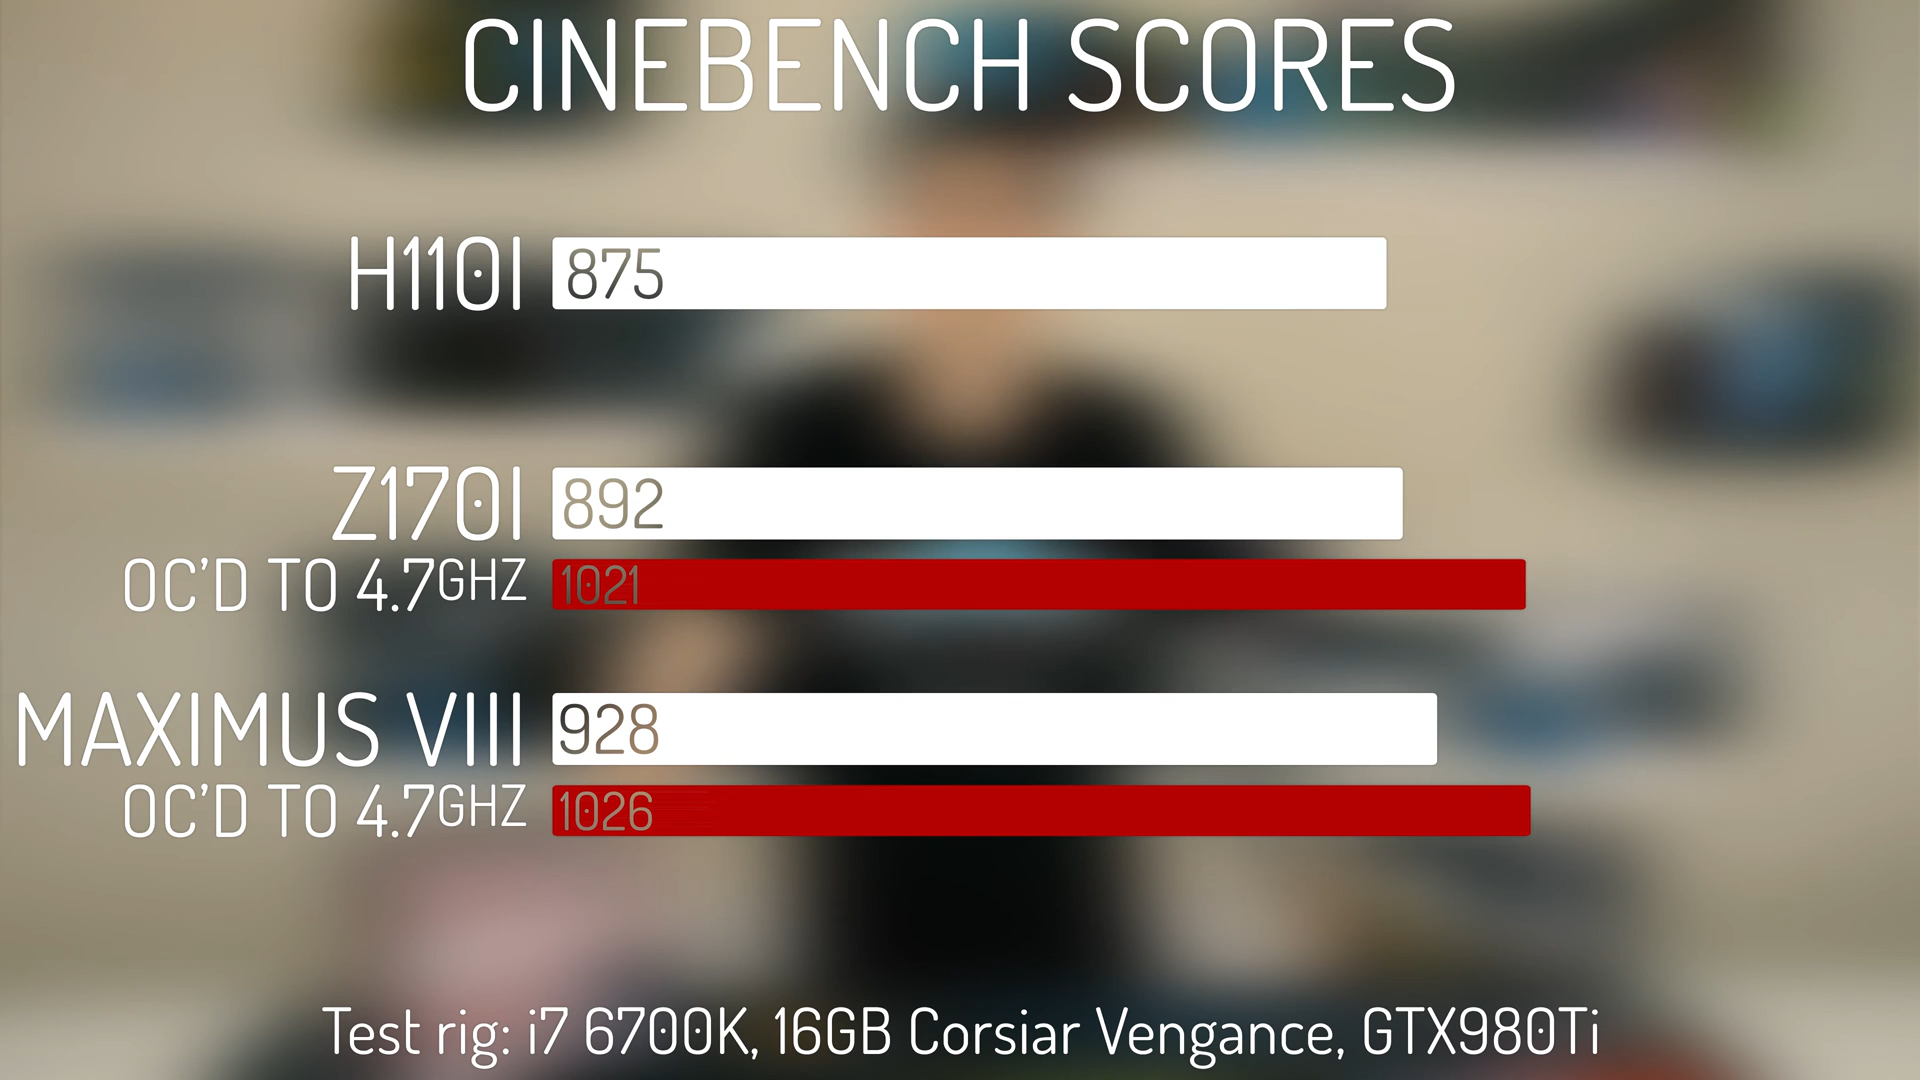 CINEBENCH SCORES
H110I 875
Z170I 892
OC'D TO 4.7GHZ 1021
MAXIMUS VIII 928
OC'D TO 4.7GHZ 1026
Test rig: i7 6700K, 16GB Corsiar Vengance, GTX980Ti